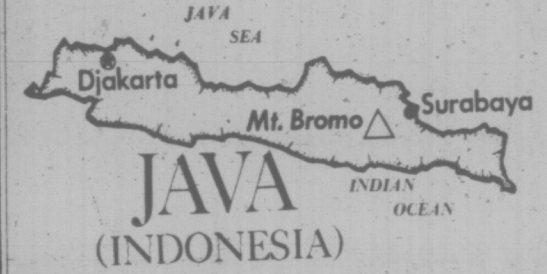 JAVA
SEA
Djakarta
Surabaya
Mt. Bromo
JAVA
INDIAN
OCEAN
(INDONESIA)